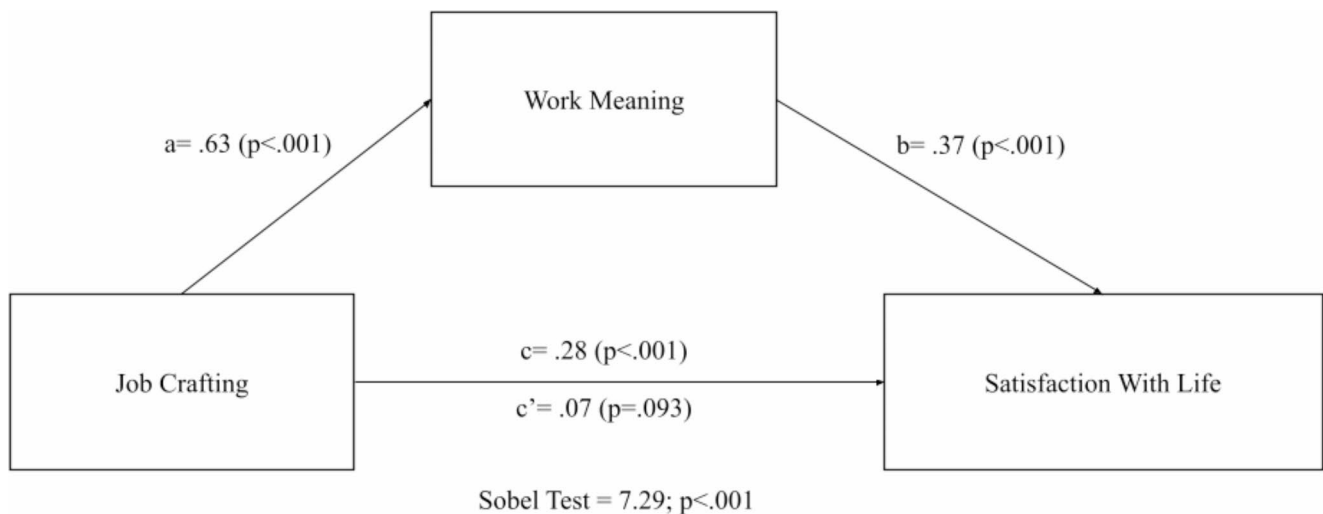 Work Meaning
a= .63 (p<.001)
b= .37 (p<.001)
c= .28 (p<.001)
Job Crafting
Satisfaction With Life
c’= .07 (p=.093)
Sobel Test = 7.29; p<.001